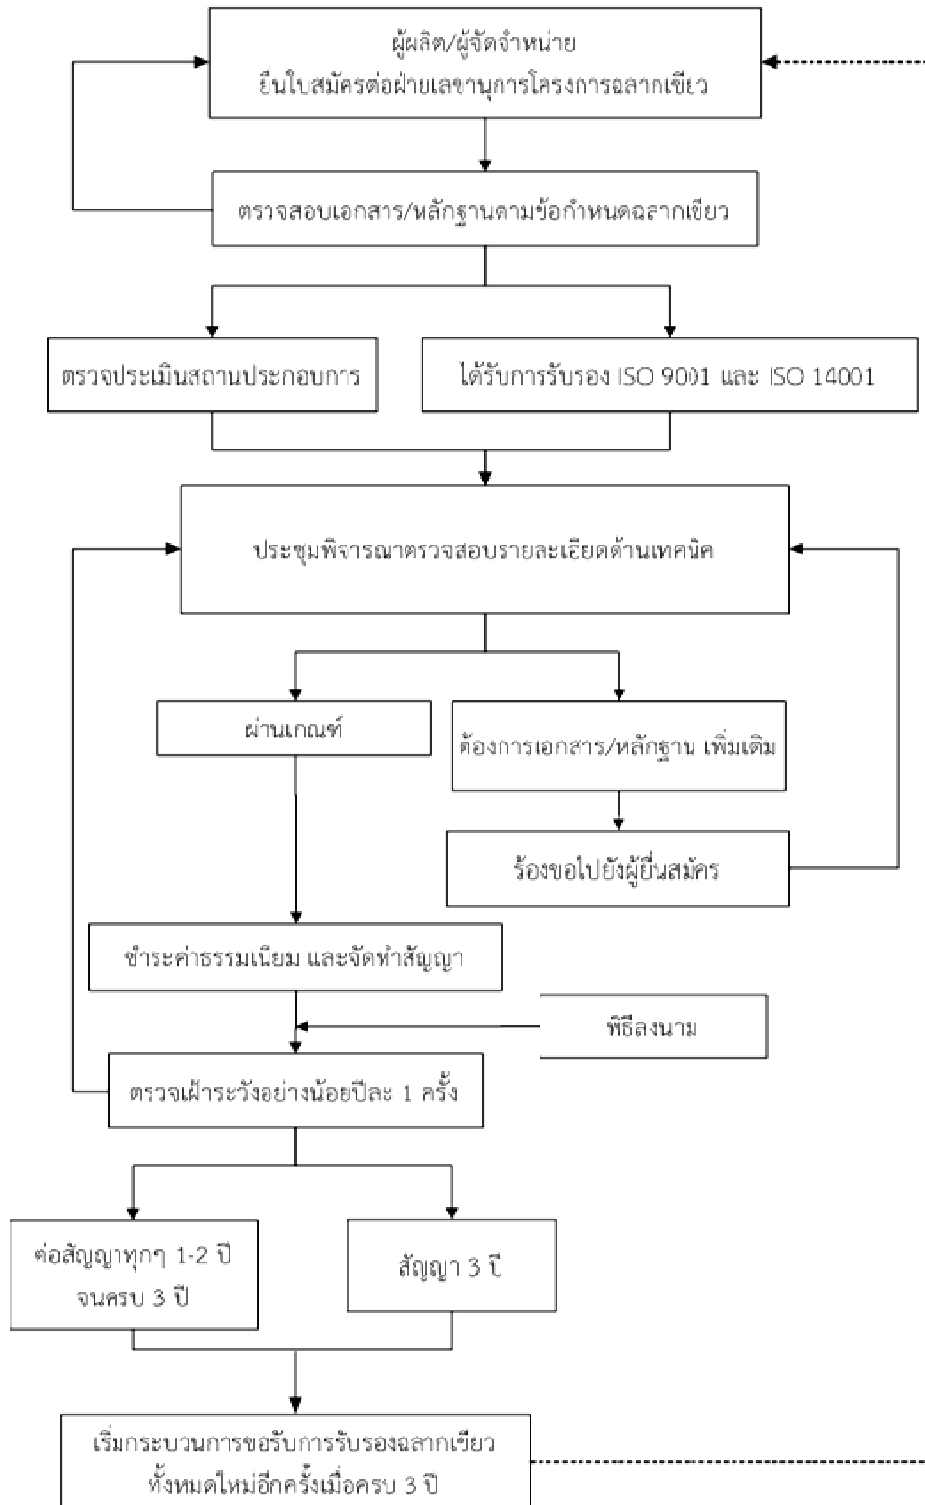 ผู้ผลิต/ผู้จัดจำหน่าย
ยื่นใบสมัครต่อฝ่ายเลขานุการโครงการฉลากเขียว
ตรวจสอบเอกสาร/หลักฐานตามข้อกำหนดฉลากเขียว
ตรวจประเมินสถานประกอบการ
ได้รับการรับรอง ISO 9001 และ ISO 14001
ประชุมพิจารณาตรวจสอบรายละเอียดด้านเทคนิค
ผ่านเกณฑ์
ต้องการเอกสาร/หลักฐาน เพิ่มเติม
ร้องขอไปยังผู้ยื่นสมัคร
ชำระค่าธรรมเนียม และจัดทำสัญญา
พิธีลงนาม
ตรวจเฝ้าระวังอย่างน้อยปีละ 1 ครั้ง
ต่อสัญญาทุกๆ 1-2 ปี
จนครบ 3 ปี
สัญญา 3 ปี
เริ่มกระบวนการขอรับการรับรองฉลากเขียว
ทั้งหมดใหม่อีกครั้งเมื่อครบ 3 ปี